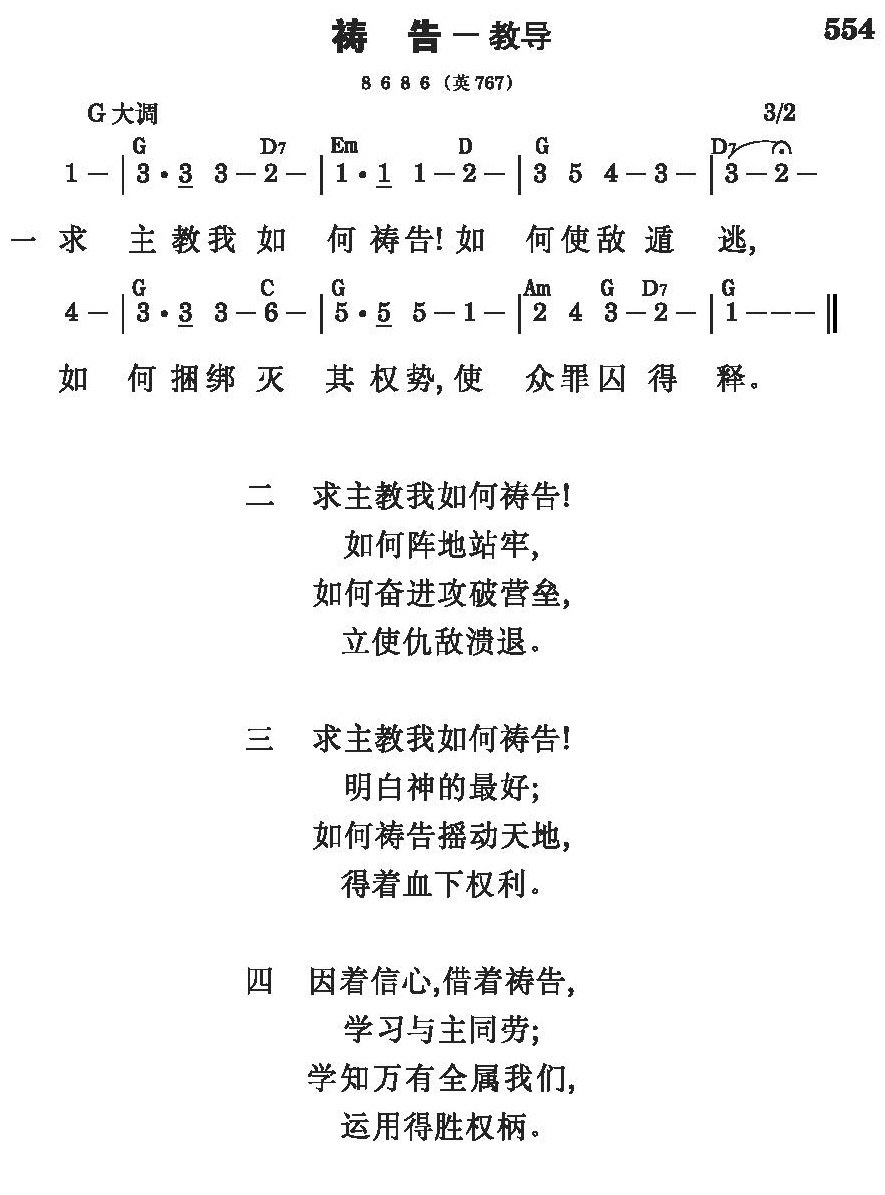 祷 告 － 教导 554
8 6 8 6 (英767)
G大调 3/2
G D7 Em D G D7
1 － | 3 · 3 3 － 2 － | 1 · 1 1 － 2 － | 3 5 4 － 3 － | 3 － 2 －
一 求 主教我如 何祷告!如 何使敌遁 逃,
G C G Am G D7 G
4 － | 3 · 3 3 － 6 － | 5 · 5 5 － 1 － | 2 4 3 － 2 － | 1 － － － ‖
如 何捆绑灭 其权势,使 众罪囚得 释。
二 求主教我如何祷告!
如何阵地站牢,
如何奋进攻破营垒,
立使仇敌溃退。
三 求主教我如何祷告!
明白神的最好;
如何祷告摇动天地,
得着血下权利。
四 因着信心,借着祷告,
学习与主同劳;
学知万有全属我们,
运用得胜权柄。